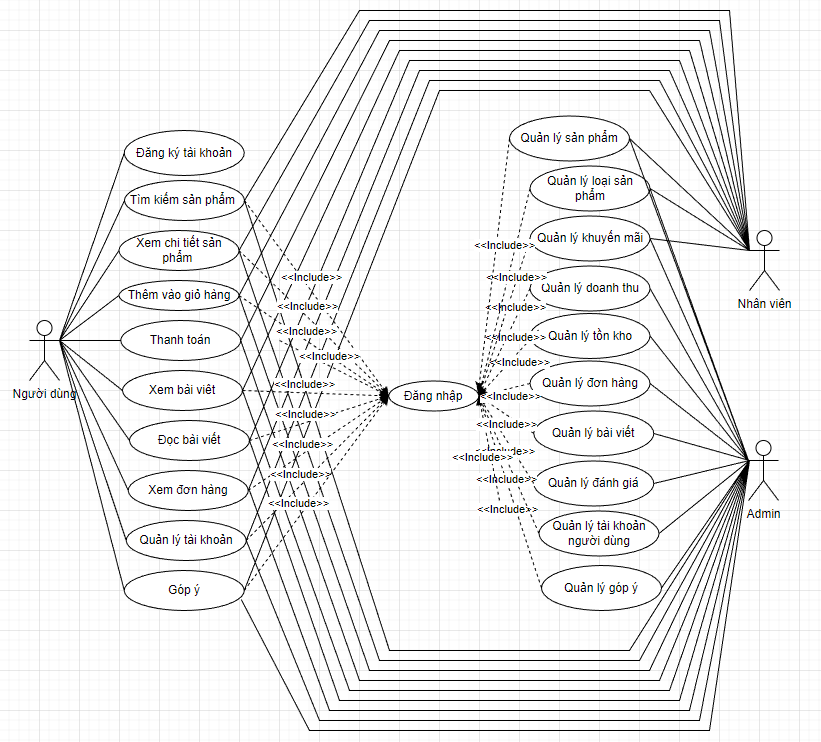 Đăng ký tài khoản
Tìm kiếm sản phẩm
Xem chi tiết sản
phẩm
Thêm vào giỏ hàng
Thanh toán
Xem bài viêt
Đọc bài viết
Xem đơn hàng
Quản lý tài khoản
Góp ý
Người dùng
<<Include>>
<<Include>>
<<Include>>
<<Include>>
<<Include>>
<<Include>>
<<Include>>
<<Include>>
<<Include>>
Đăng nhập
<<Include>>
<<Include>>
<<Include>>
<<Include>>
<<Include>>
<<Include>>
<<Include>>
<<Include>>
<<Include>>
<<Include>>
<<Include>>
Quản lý sản phẩm
Quản lý loại sản
phẩm
Quản lý khuyến mãi
Quản lý doanh thu
Quản lý tồn kho
Quản lý đơn hàng
Quản lý bài viết
Quản lý đánh giá
Quản lý tài khoản
người dùng
Quản lý góp ý
Nhân viên
Admin